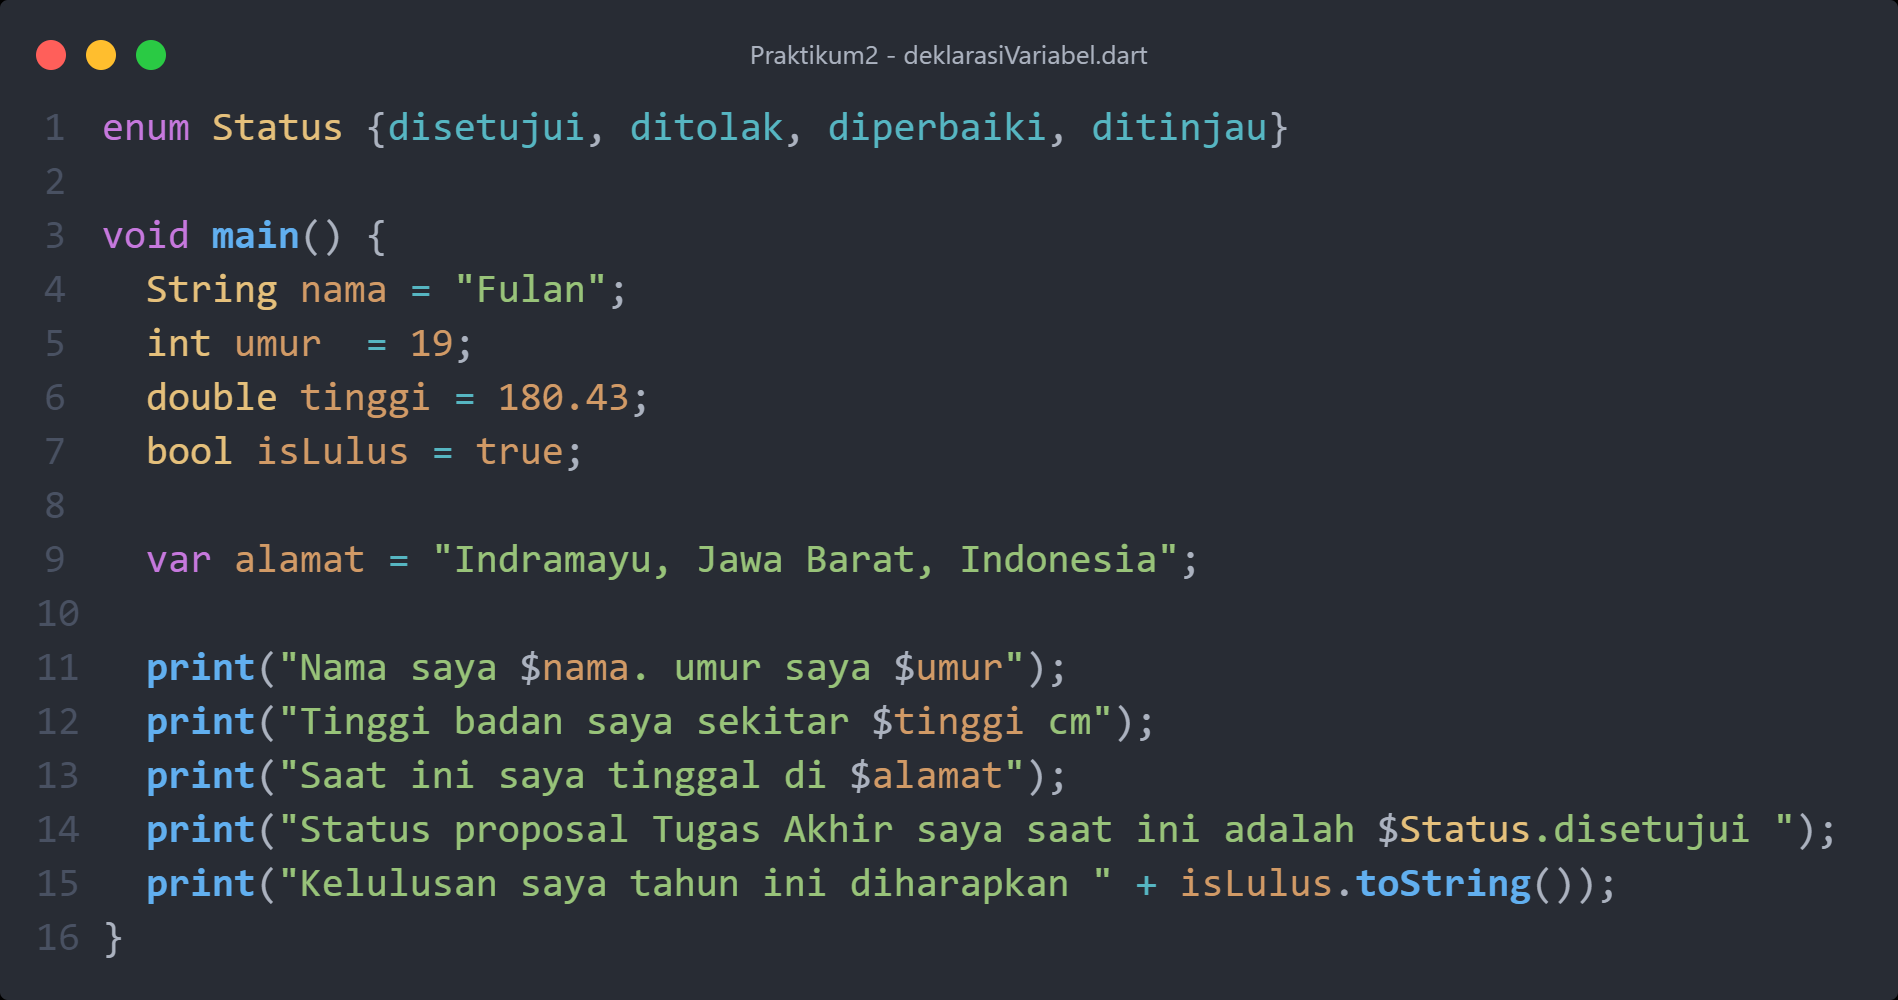 Praktikum2 - deklarasiVariabel.dart
1 enum Status {disetujui, ditolak, diperbaiki, ditinjau}
2
3 void main() {
4   String nama = "Fulan";
5   int umur  = 19;
6   double tinggi = 180.43;
7   bool isLulus = true;
8
9   var alamat = "Indramayu, Jawa Barat, Indonesia";
10
11   print("Nama saya $nama. umur saya $umur");
12   print("Tinggi badan saya sekitar $tinggi cm");
13   print("Saat ini saya tinggal di $alamat");
14   print("Status proposal Tugas Akhir saya saat ini adalah $Status.disetujui ");
15   print("Kelulusan saya tahun ini diharapkan " + isLulus.toString());
16 }